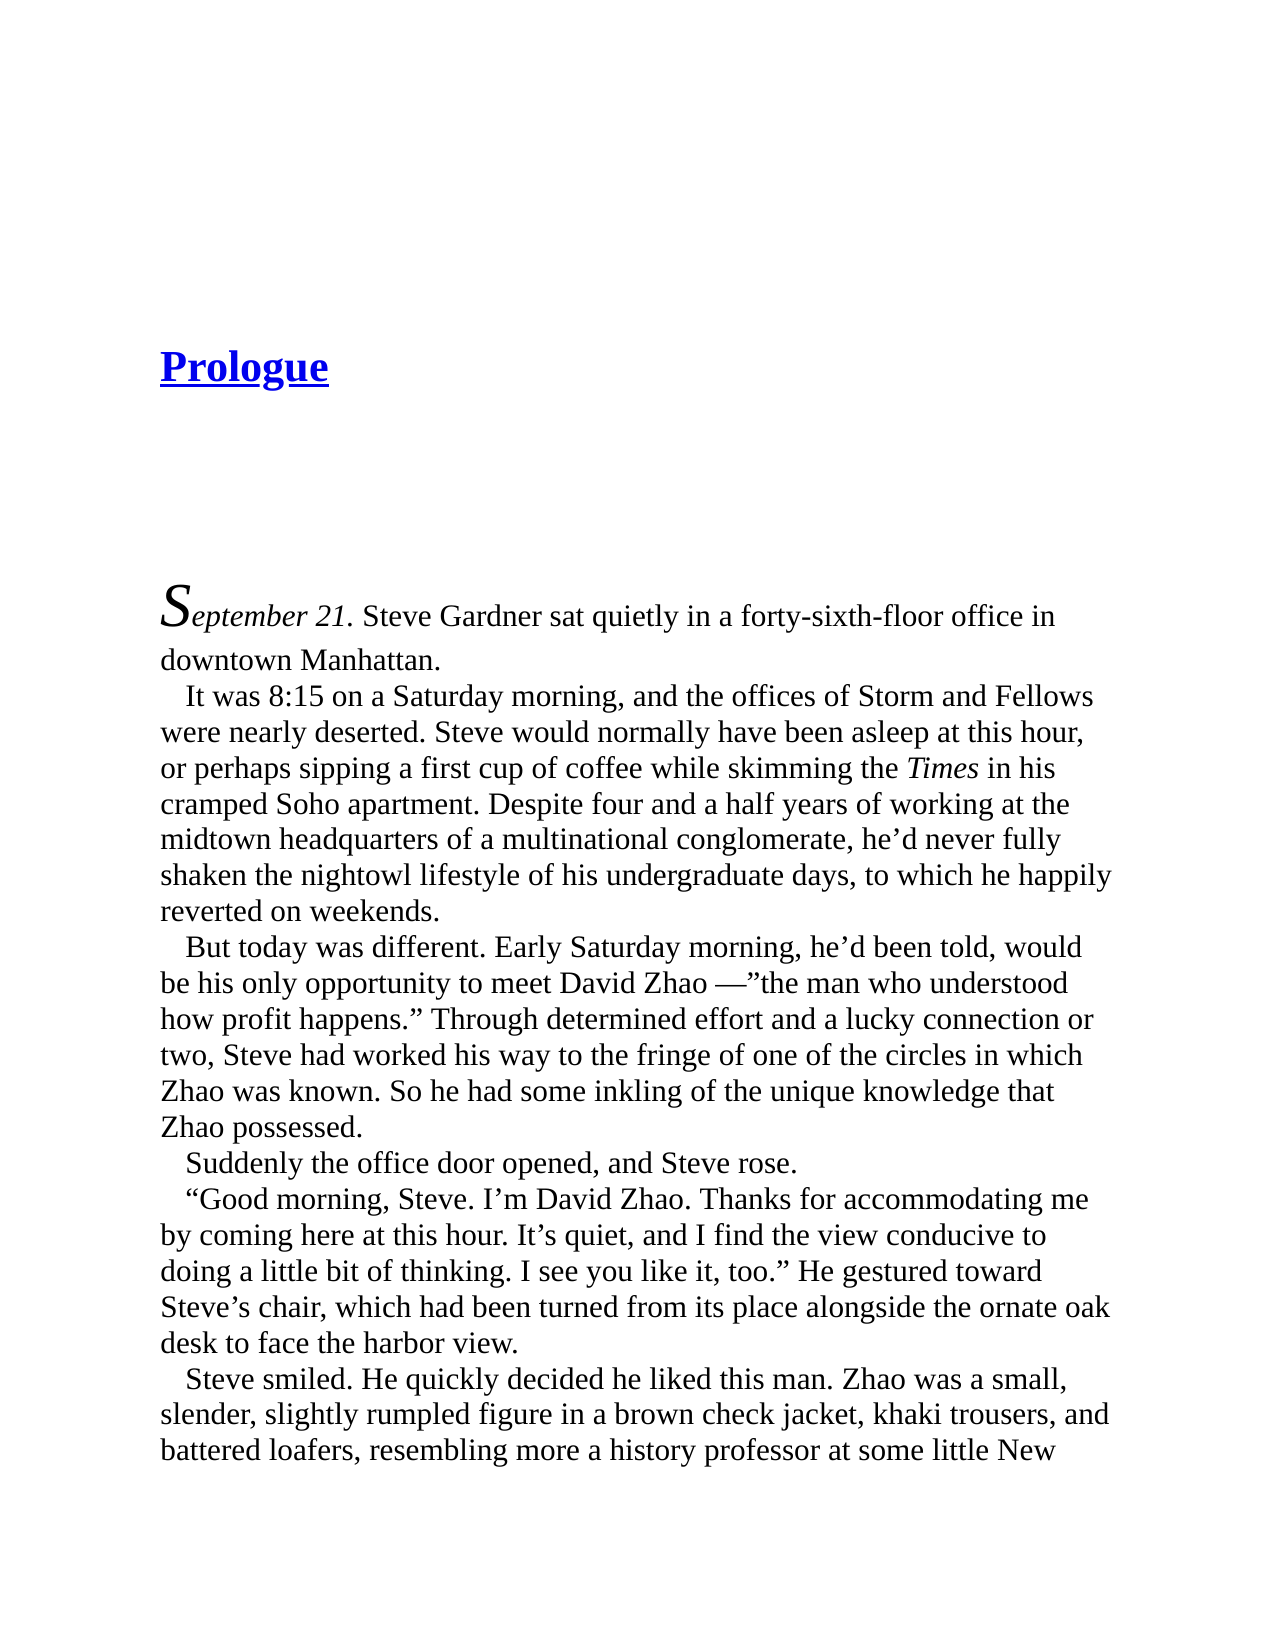 Prologue
September 21. Steve Gardner sat quietly in a forty-sixth-floor office in
downtown Manhattan.
It was 8:15 on a Saturday morning, and the offices of Storm and Fellows
were nearly deserted. Steve would normally have been asleep at this hour,
or perhaps sipping a first cup of coffee while skimming the Times in his
cramped Soho apartment. Despite four and a half years of working at the
midtown headquarters of a multinational conglomerate, he’d never fully
shaken the nightowl lifestyle of his undergraduate days, to which he happily
reverted on weekends.
But today was different. Early Saturday morning, he’d been told, would
be his only opportunity to meet David Zhao —”the man who understood
how profit happens.” Through determined effort and a lucky connection or
two, Steve had worked his way to the fringe of one of the circles in which
Zhao was known. So he had some inkling of the unique knowledge that
Zhao possessed.
Suddenly the office door opened, and Steve rose.
“Good morning, Steve. I’m David Zhao. Thanks for accommodating me
by coming here at this hour. It’s quiet, and I find the view conducive to
doing a little bit of thinking. I see you like it, too.” He gestured toward
Steve’s chair, which had been turned from its place alongside the ornate oak
desk to face the harbor view.
Steve smiled. He quickly decided he liked this man. Zhao was a small,
slender, slightly rumpled figure in a brown check jacket, khaki trousers, and
battered loafers, resembling more a history professor at some little New